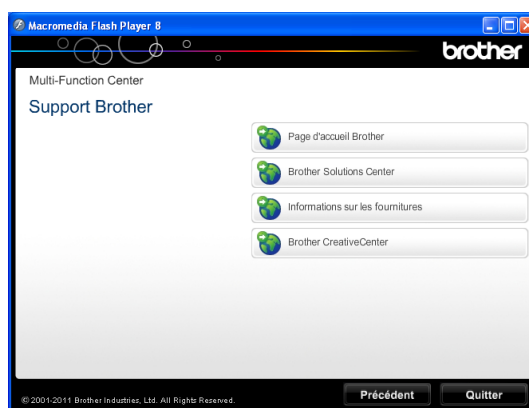 Macromedia Flash Player 8
brother
Multi-Function Center
Support Brother
Page d'accueil Brother
Brother Solutions Center
Informations sur les fournitures
Brother CreativeCenter
© 2001-2011 Brother Industries, Ltd. All Rights Reserved.
Précédent
Quitter